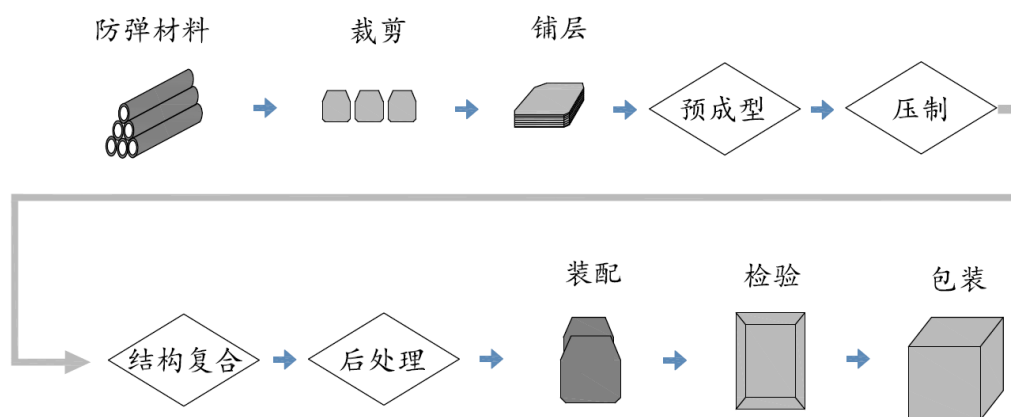 防弹材料
裁剪
铺层
预成型
压制
结构复合
后处理
装配
检验
包装